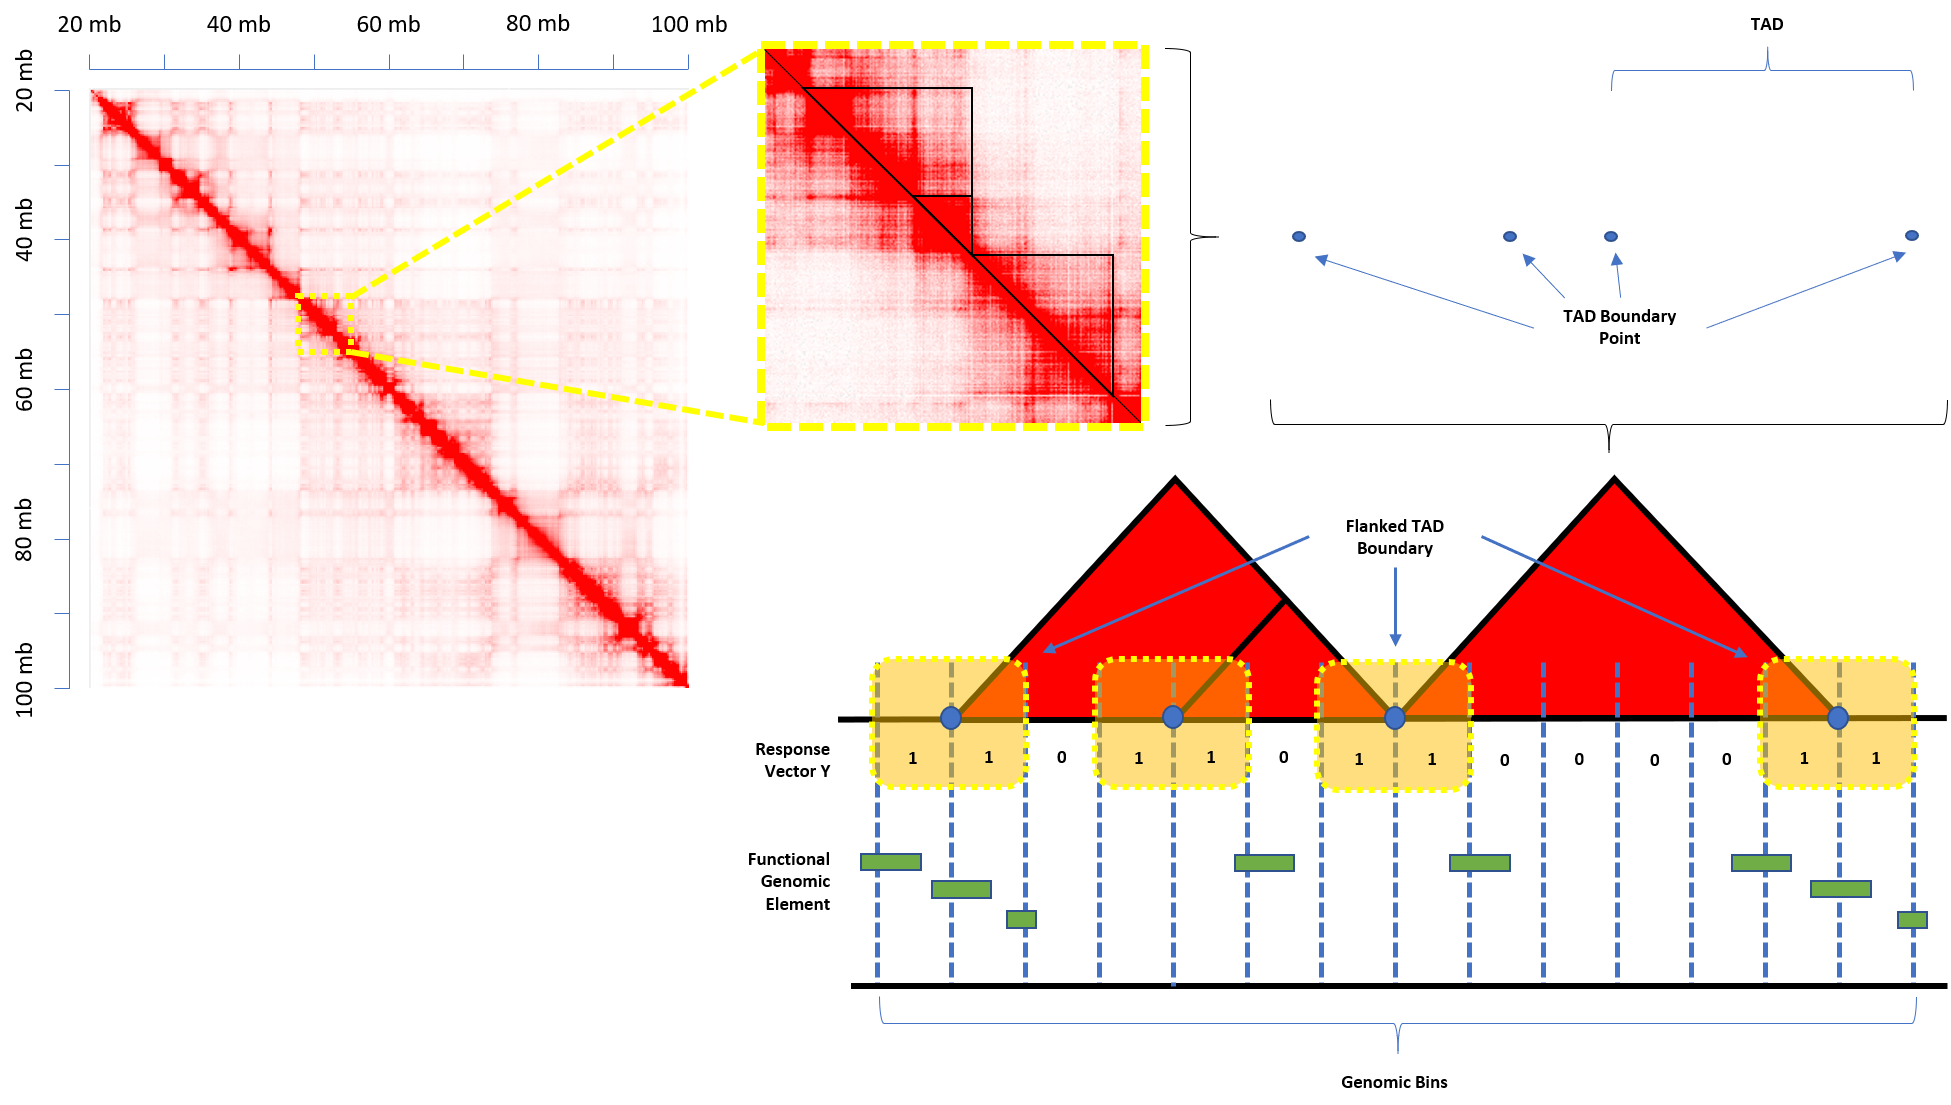 20 mb 40 mb 60 mb 80 mb 100 mb
20 mb
40 mb
60 mb
80 mb
100 mb
TAD
TAD Boundary
Point
Flanked TAD
Boundary
Response
Vector Y
1 1 0 1 1 0 1 1 0 0 0 0 1 1
Functional
Genomic
Element
Genomic Bins